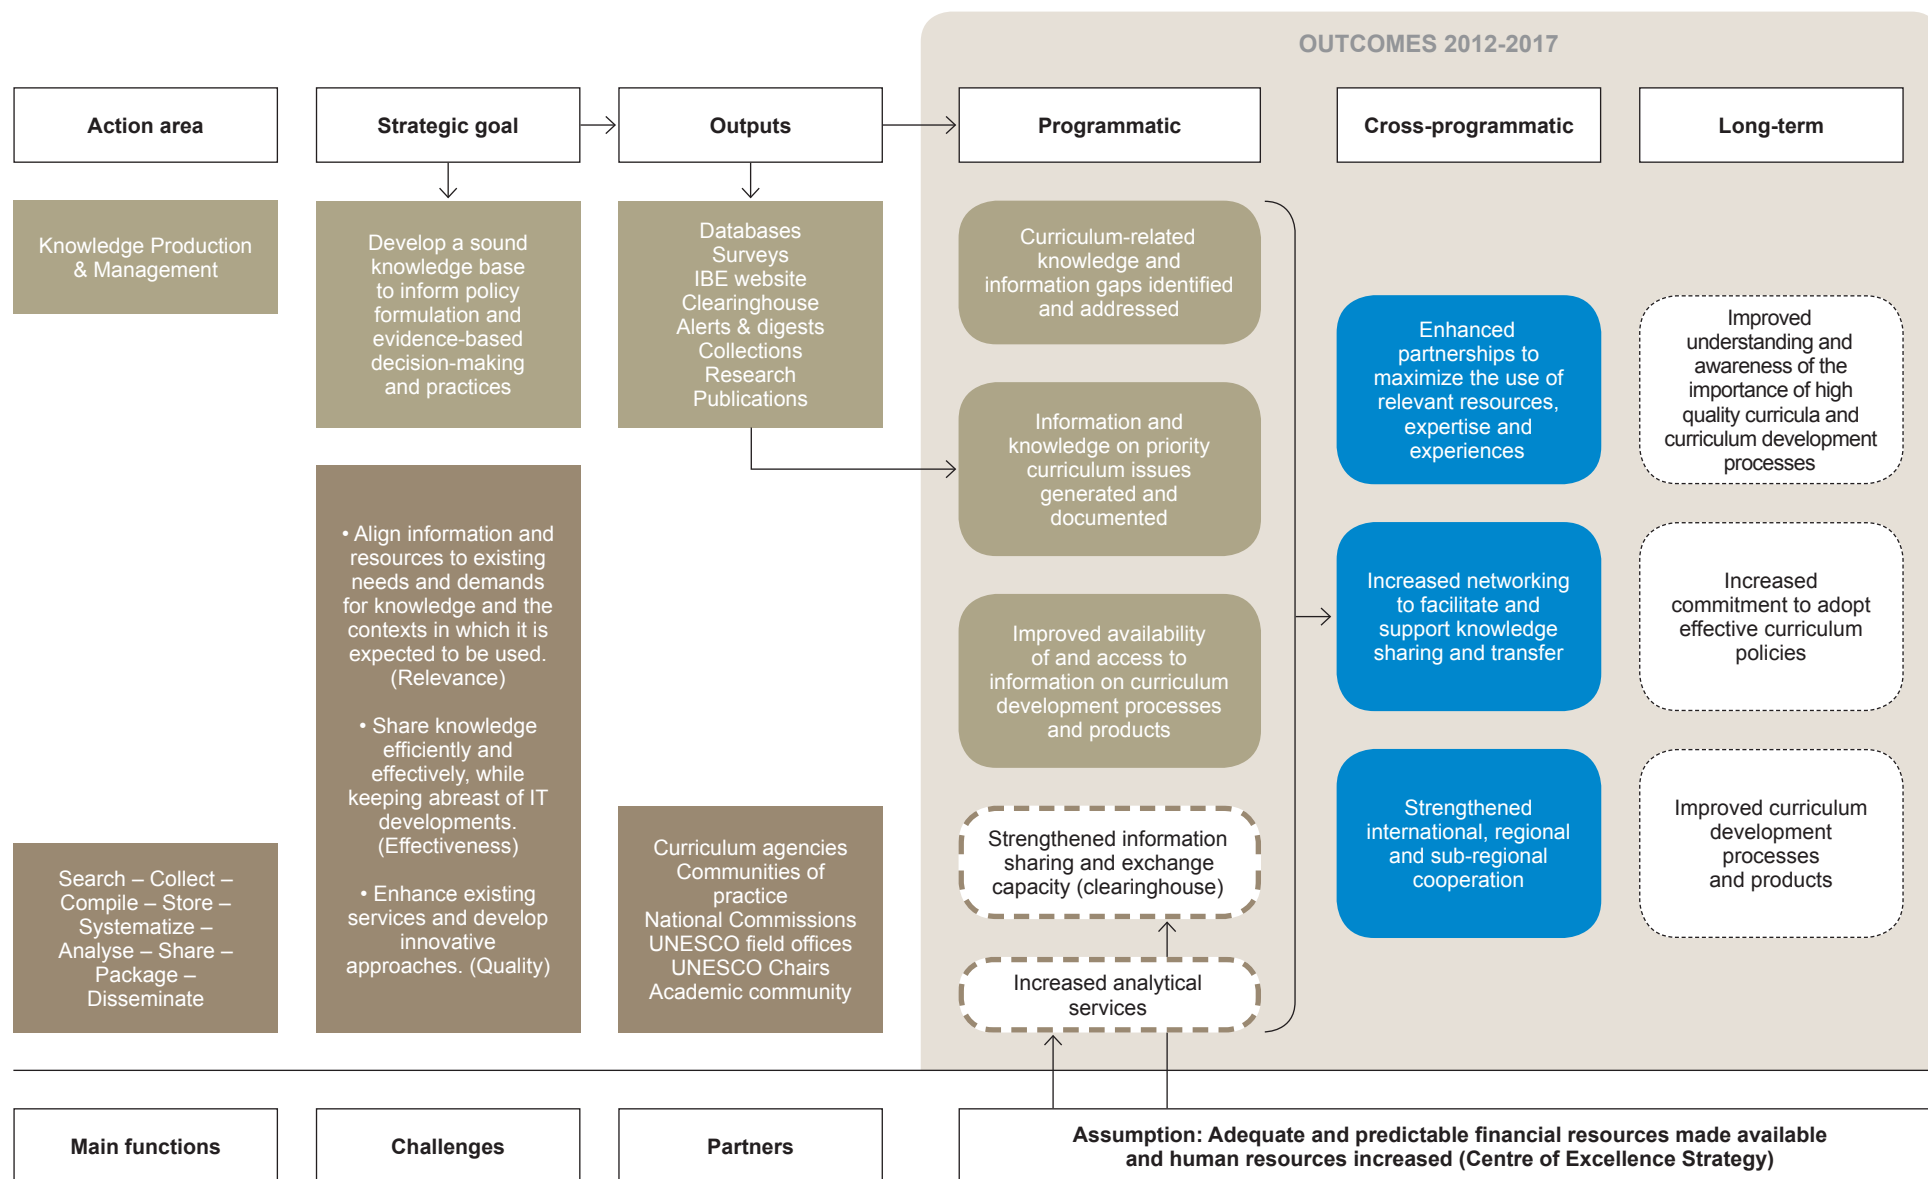 OUTCOMES 2012-2017
Action area
Strategic goal
Outputs
Programmatic
Cross-programmatic
Long-term
Knowledge Production
& Management
Develop a sound
knowledge base
to inform policy
formulation and
evidence-based
decision-making
and practices
Databases
Surveys
IBE website
Clearinghouse
Alerts & digests
Collections
Research
Publications
Curriculum-related
knowledge and
information gaps identified
and addressed
Information and
knowledge on priority
curriculum issues
generated and
documented
Improved availability
of and access to
information on curriculum
development processes
and products
Strengthened information
sharing and exchange
capacity (clearinghouse)
Increased analytical
services
Enhanced
partnerships to
maximize the use of
relevant resources,
expertise and
experiences
Increased networking
to facilitate and
support knowledge
sharing and transfer
Strengthened
international, regional
and sub-regional
cooperation
Improved
understanding and
awareness of the
importance of high
quality curricula and
curriculum development
processes
Increased
commitment to adopt
effective curriculum
policies
Improved curriculum
development
processes
and products
Search – Collect –
Compile – Store –
Systematize –
Analyse – Share –
Package –
Disseminate
• Align information and
resources to existing
needs and demands
for knowledge and the
contexts in which it is
expected to be used.
(Relevance)
• Share knowledge
efficiently and
effectively, while
keeping abreast of IT
developments.
(Effectiveness)
• Enhance existing
services and develop
innovative
approaches. (Quality)
Curriculum agencies
Communities of
practice
National Commissions
UNESCO field offices
UNESCO Chairs
Academic community
Main functions
Challenges
Partners
Assumption: Adequate and predictable financial resources made available
and human resources increased (Centre of Excellence Strategy)